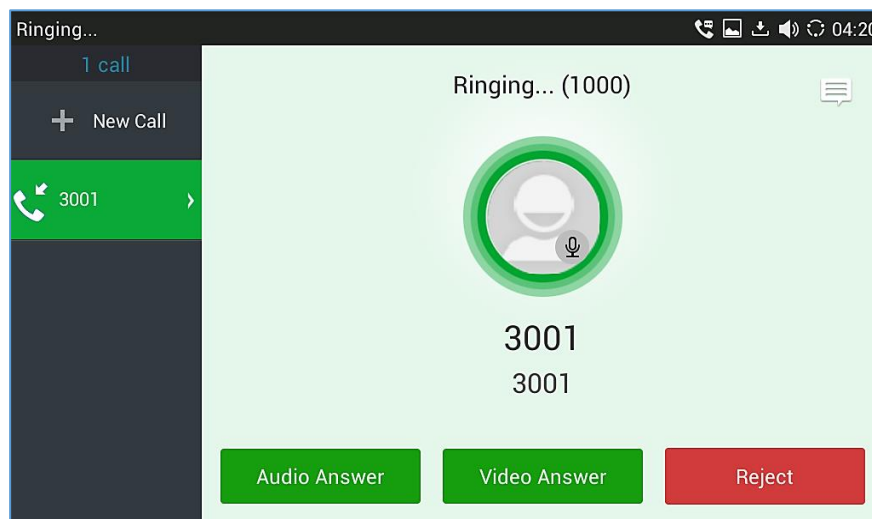 Ringing...
04:20
1 call
New Call
3001
Ringing... (1000)
3001
3001
Audio Answer
Video Answer
Reject